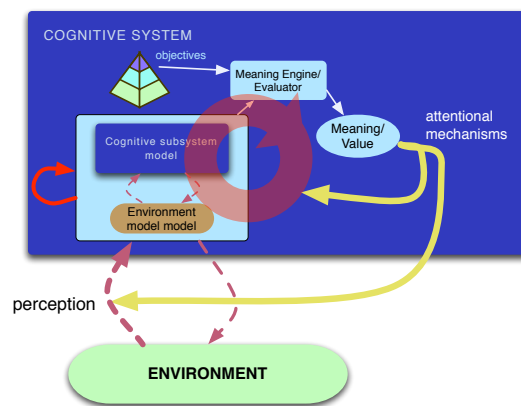 COGNITIVE SYSTEM
objectives
Meaning Engine/
Evaluator
attentional
mechanisms
Meaning/
Value
Cognitive subsystem
model
Environment
model model
perception
ENVIRONMENT